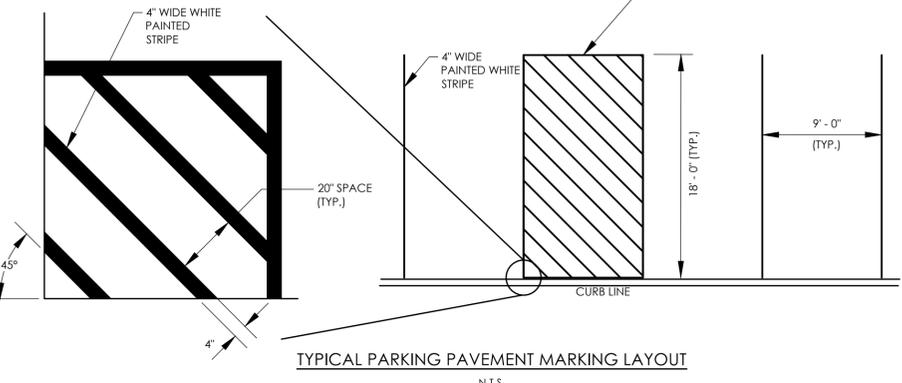 4" WIDE WHITE
PAINTED
STRIPE
20" SPACE
(TYP.)
45°
4"
4" WIDE
PAINTED WHITE
STRIPE
18' - 0" (TYP.)
9' - 0"
(TYP.)
CURB LINE
TYPICAL PARKING PAVEMENT MARKING LAYOUT
N.T.S.